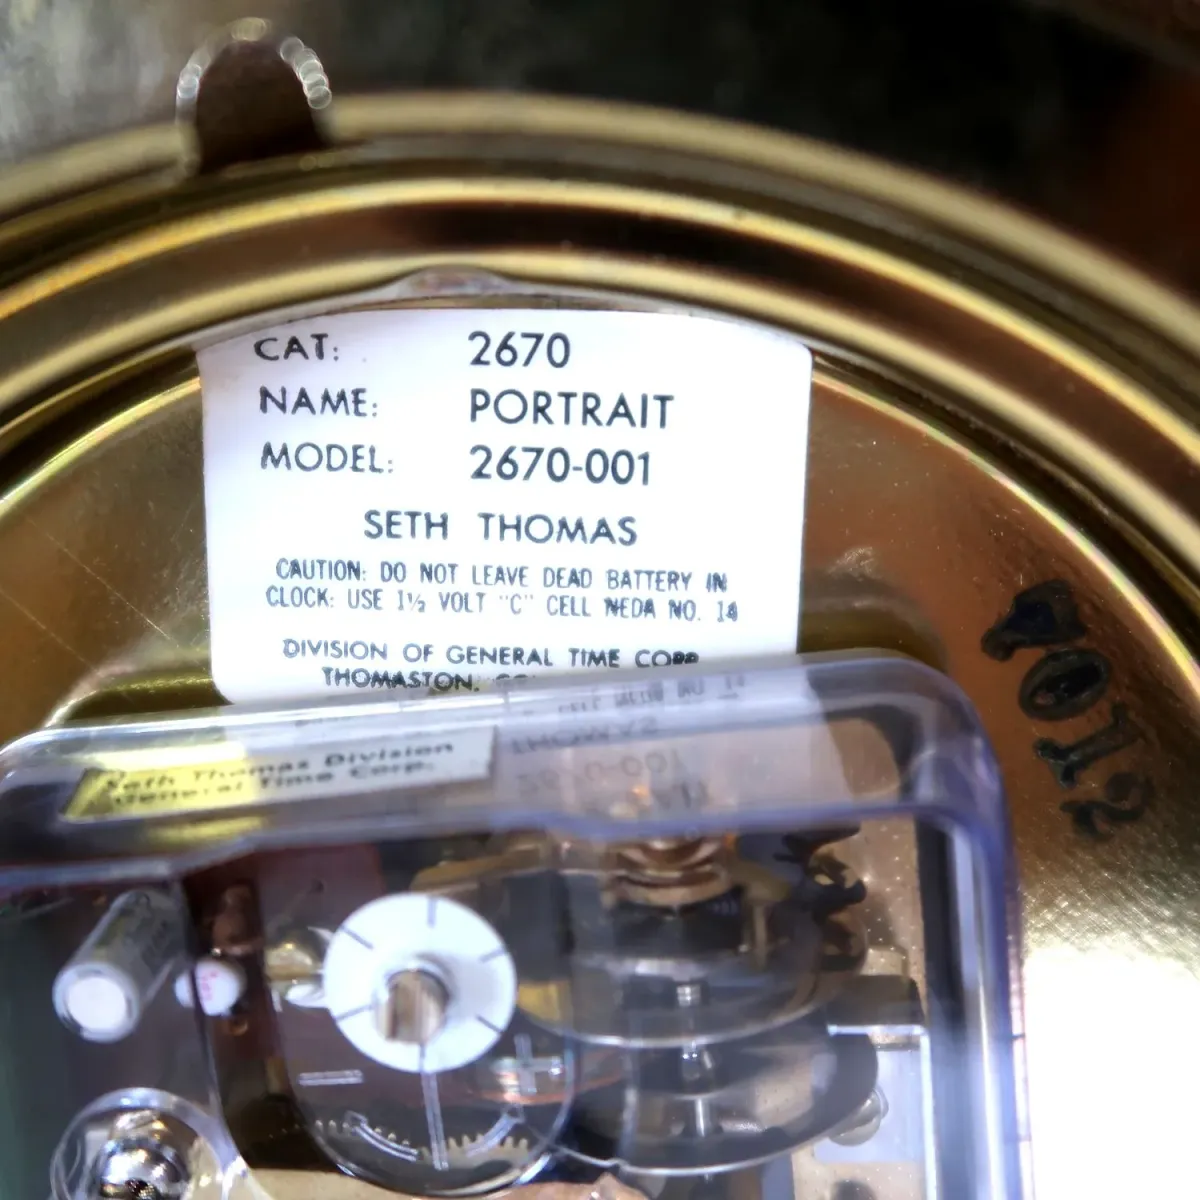 CAT: 2670
NAME: PORTRAIT
MODEL: 2670-001
SETH THOMAS
CAUTION: DO NOT LEAVE DEAD BATTERY IN
CLOCK: USE 1½ VOLT "C" CELL NEDA NO. 14
DIVISION OF GENERAL TIME CORP
THOMASTON,
Seth Thomas Division
General Time Corp.
7012